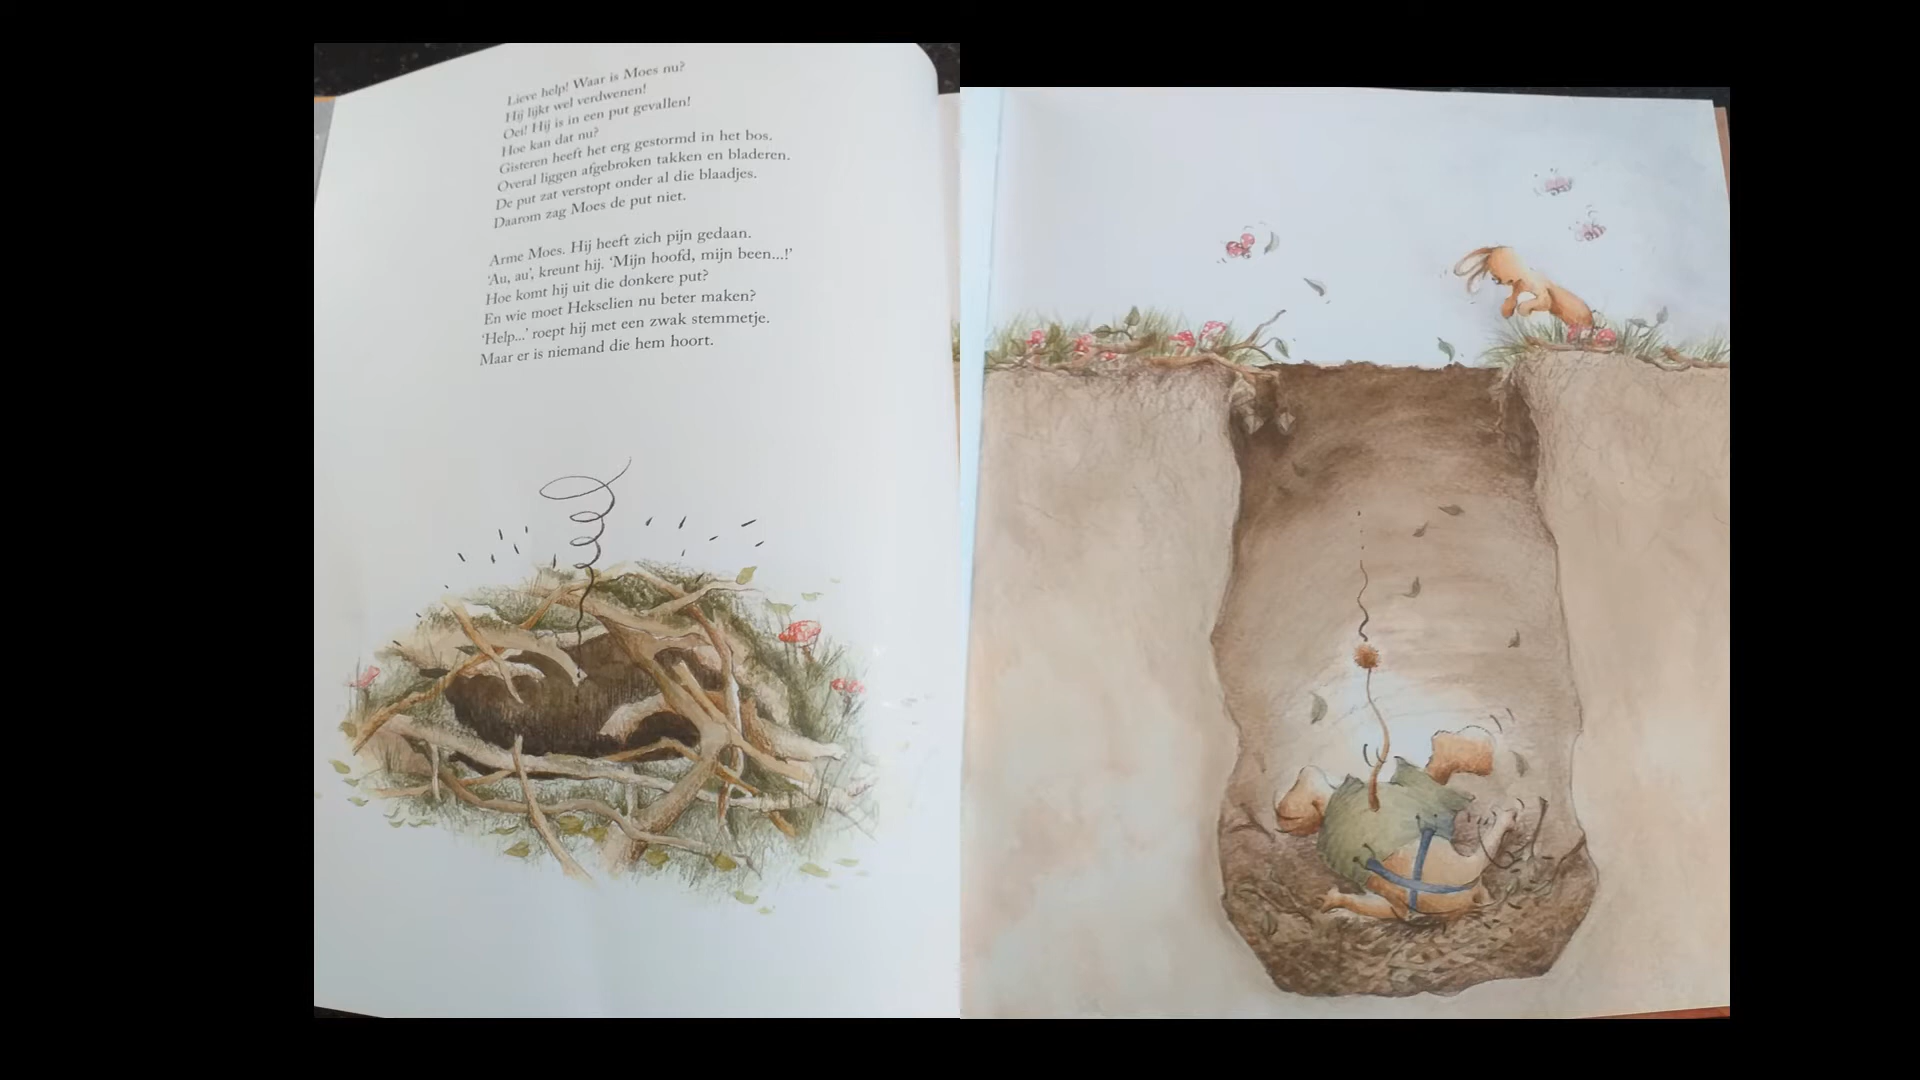 Lieve help! Waar is Moes nu?
Hij lijkt wel verdwenen!
Oei! Hij is in een put gevallen!
Hoe kan dat nu?
Gisteren heeft het erg gestormd in het bos.
Overal liggen afgebroken takken en bladeren.
De put zat verstopt onder al die blaadjes.
Daarom zag Moes de put niet.
Arme Moes. Hij heeft zich pijn gedaan.
‘Au, au’, kreunt hij. ‘Mijn hoofd, mijn been...!’
Hoe komt hij uit die donkere put?
En wie moet Hekselien nu beter maken?
‘Help...’ roept hij met een zwak stemmetje.
Maar er is niemand die hem hoort.